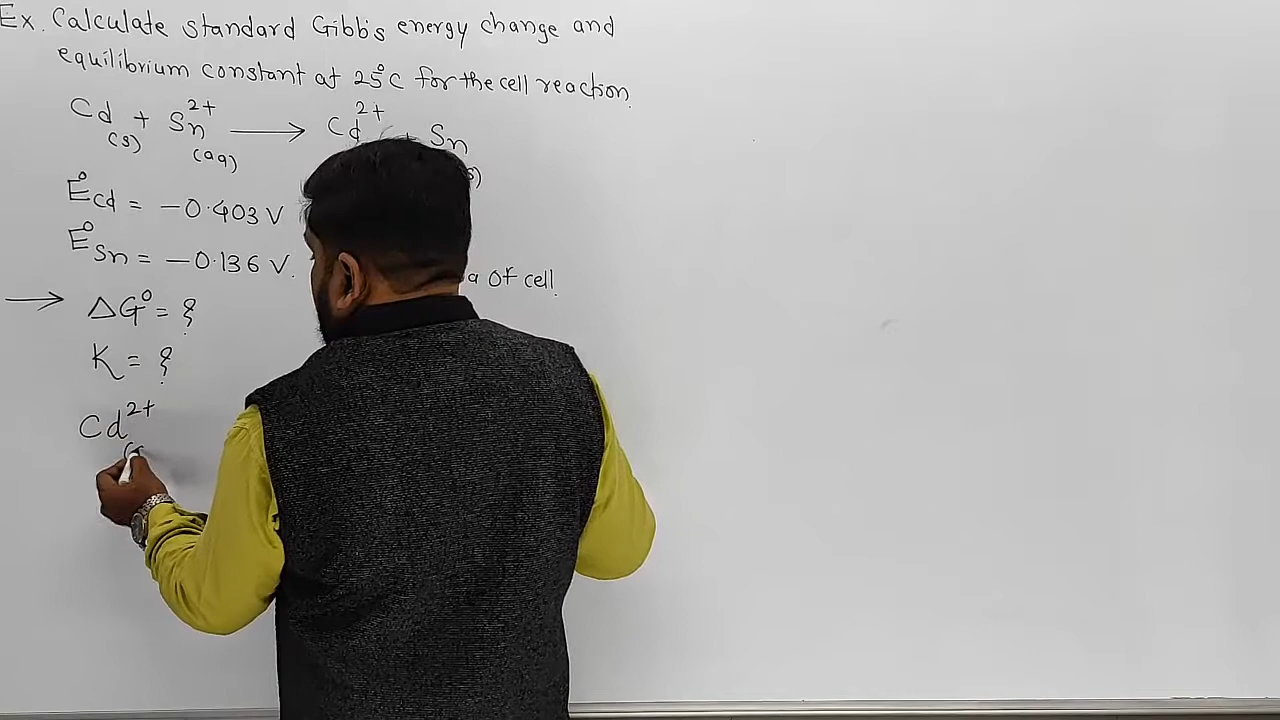 Ex. Calculate standard Gibb's energy change and
equilibrium constant at 25°C for the cell reaction.
Cd(s) + Sn²⁺(aq) ⟶ Cd²⁺ + Sn
E°Cd = -0.403 V
E°Sn = -0.136 V.
of cell.
⟶ ΔG° = ?
K = ?
Cd²⁺